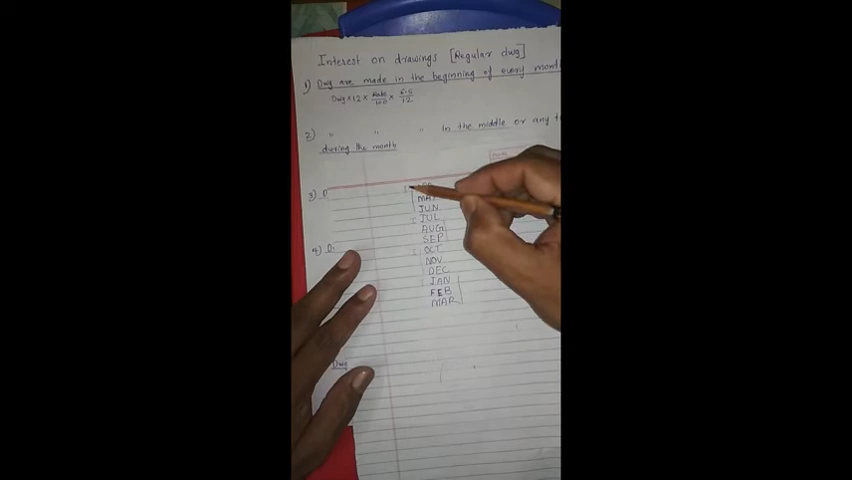 Interest on drawings [Regular dwg]
1) Dwg are made in the beginning of every month
Dwg x 12 x Rate/100 x 6.5/12
2) " " " In the middle or any t
during the month
3) D
MAY
JUN
I JUL
AUG
SEP
4) D. I OCT
NOV
DEC
JAN
FEB
MAR
Dwg